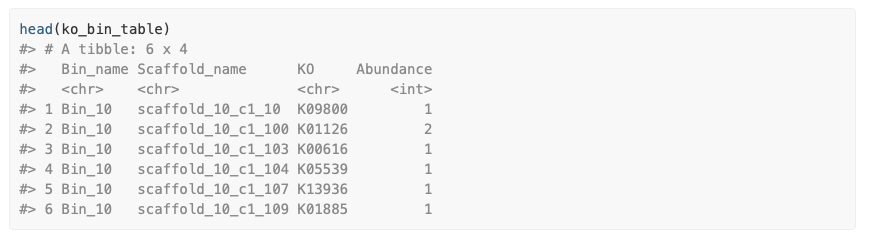 head(ko_bin_table)
#> # A tibble: 6 x 4
#>   Bin_name Scaffold_name      KO     Abundance
#>   <chr>    <chr>              <chr>      <int>
#> 1 Bin_10   scaffold_10_c1_10  K09800         1
#> 2 Bin_10   scaffold_10_c1_100 K01126         2
#> 3 Bin_10   scaffold_10_c1_103 K00616         1
#> 4 Bin_10   scaffold_10_c1_104 K05539         1
#> 5 Bin_10   scaffold_10_c1_107 K13936         1
#> 6 Bin_10   scaffold_10_c1_109 K01885         1